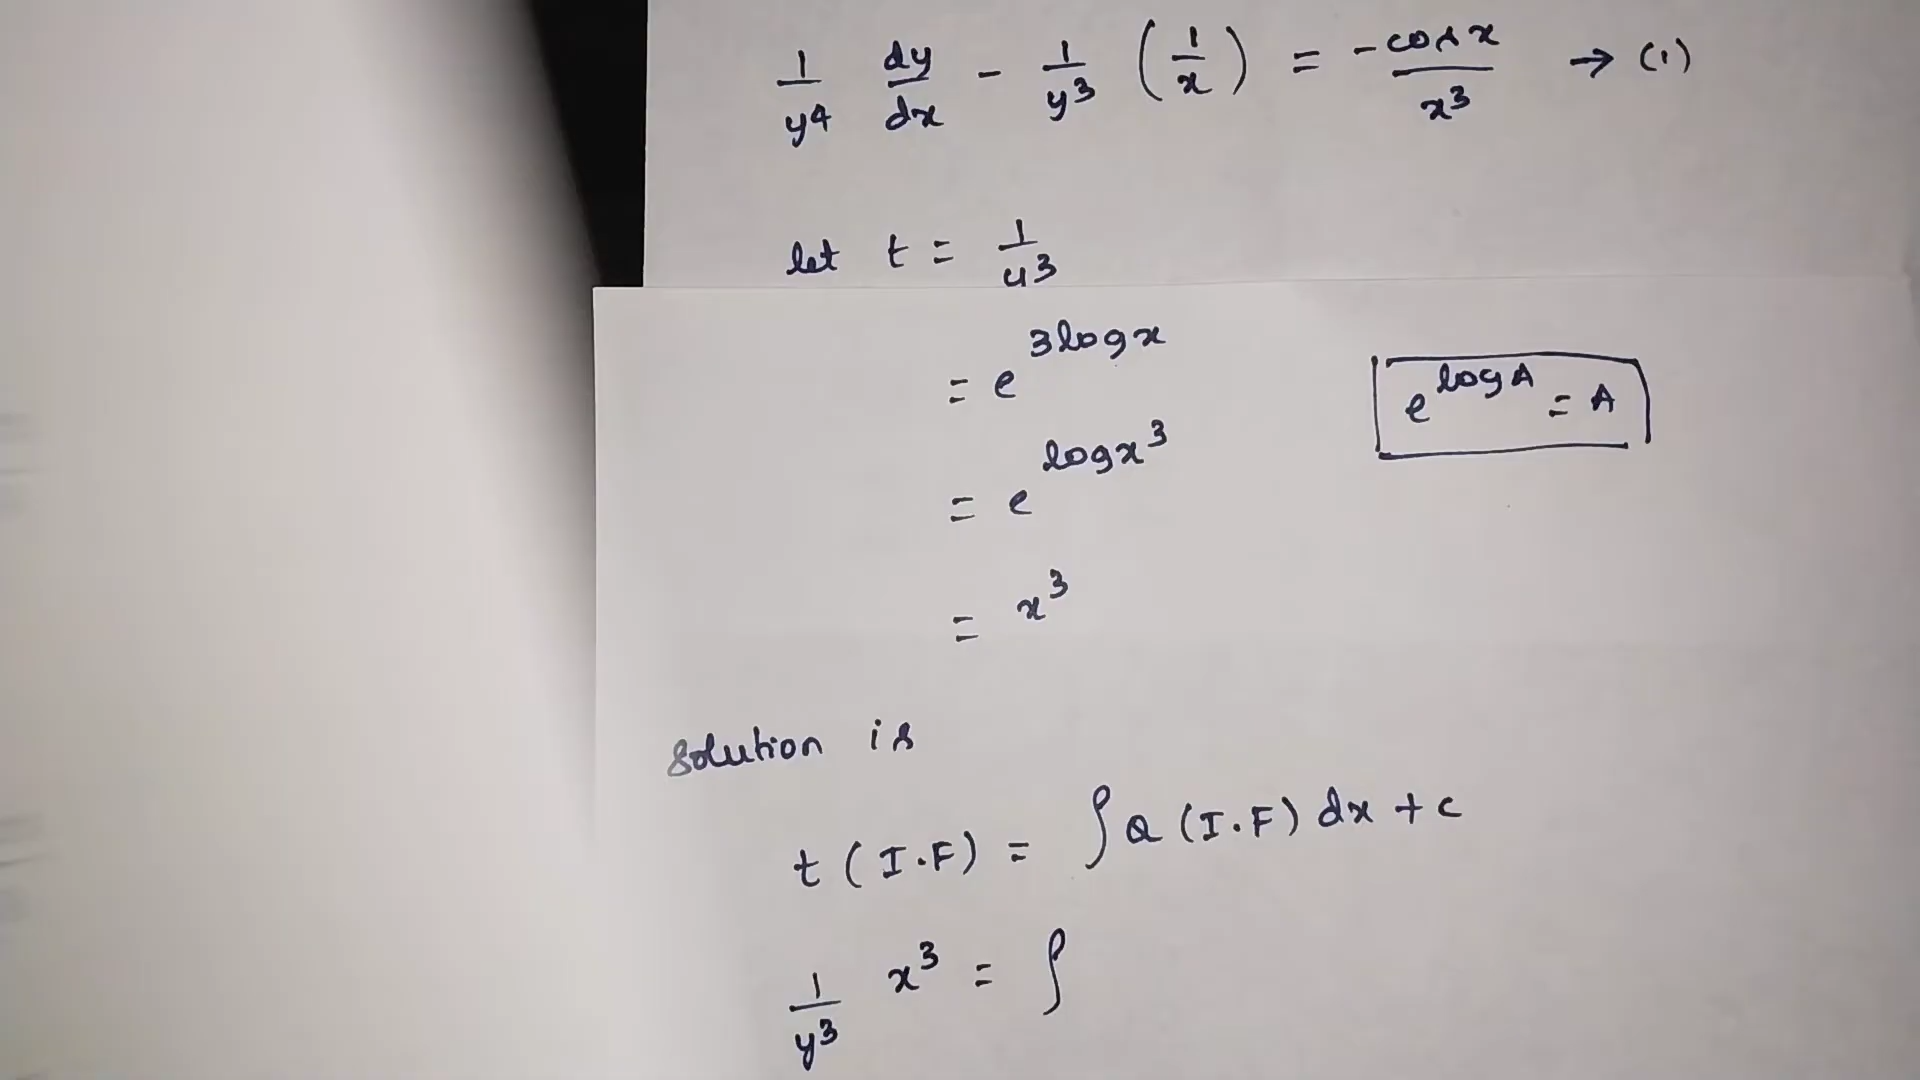 1/y⁴ dy/dx - 1/y³ (1/x) = -cosx/x³ → (1)
let t = 1/y³
= e^{3logx}
e^{logA} = A
= e^{logx³}
= x³
solution is
t (I.F) = ∫ Q (I.F) dx + c
1/y³ x³ = ∫